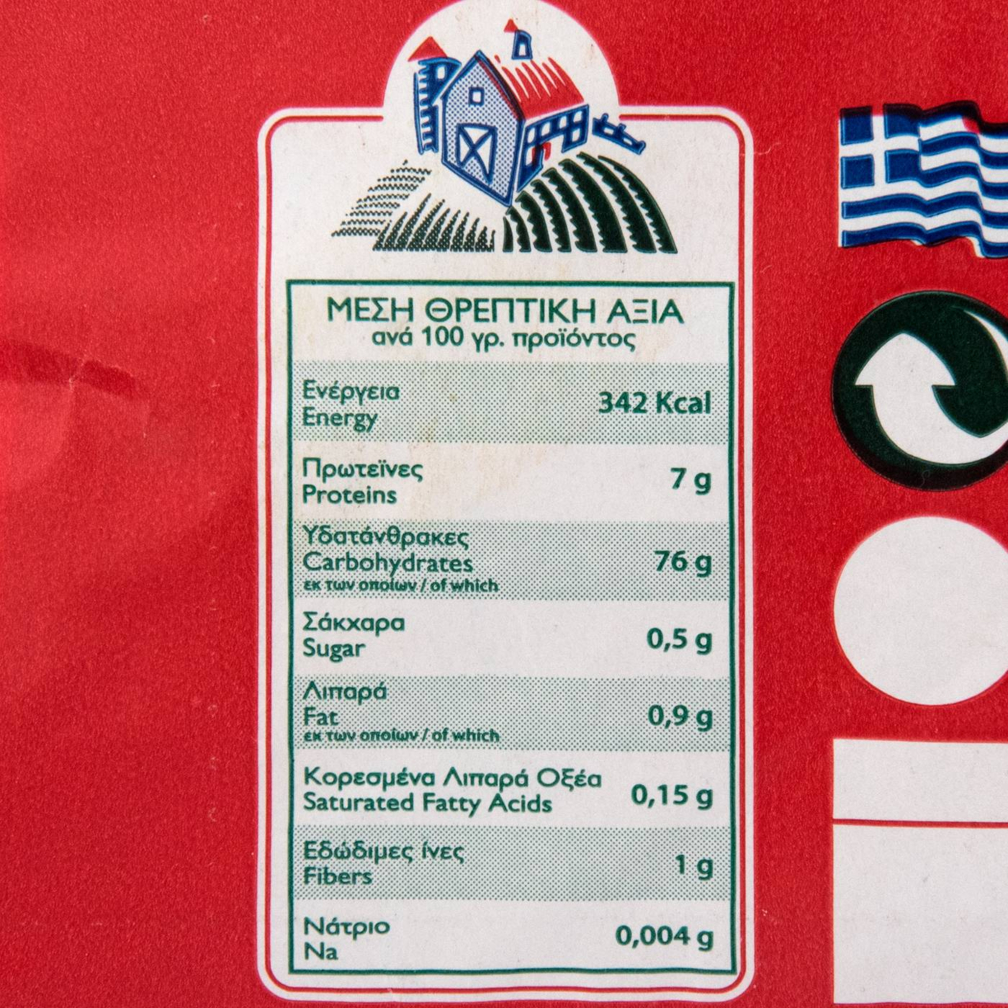 ΜΕΣΗ ΘΡΕΠΤΙΚΗ ΑΞΙΑ
ανά 100 γρ. προϊόντος
Ενέργεια
Energy
342 Kcal
Πρωτεϊνες
Proteins
7 g
Υδατάνθρακες
Carbohydrates
εκ των οποίων / of which
76 g
Σάκχαρα
Sugar
0,5 g
Λιπαρά
Fat
εκ των οποίων / of which
0,9 g
Κορεσμένα Λιπαρά Οξέα
Saturated Fatty Acids
0,15 g
Εδώδιμες ίνες
Fibers
1 g
Νάτριο
Na
0,004 g